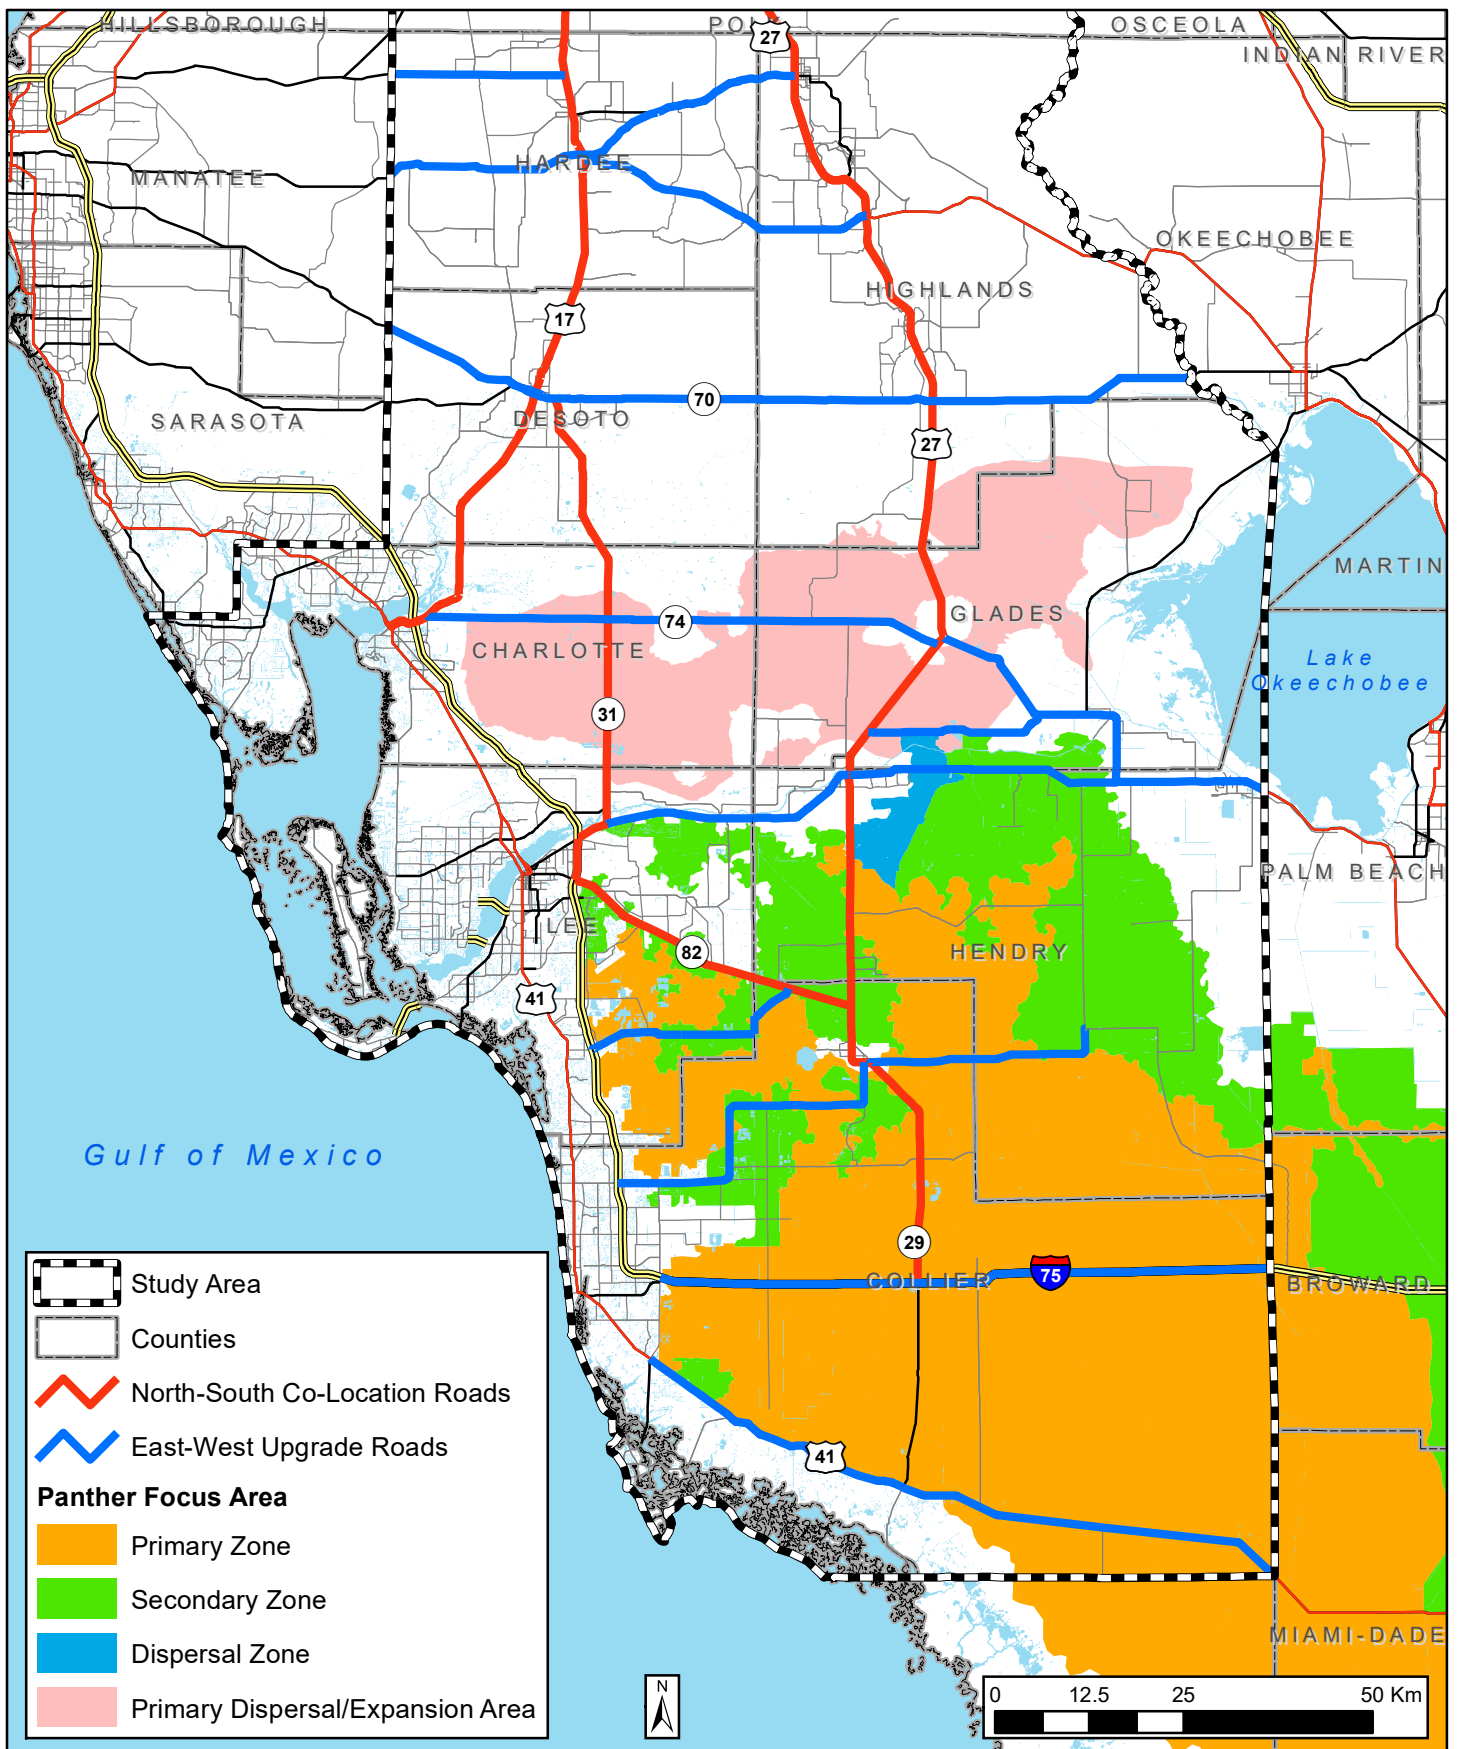 HILLSBOROUGH
POLK
OSCEOLA
27
INDIAN RIVER
HARDEE
MANATEE
OKEECHOBEE
HIGHLANDS
17
70
DESOTO
SARASOTA
27
MARTIN
GLADES
74
CHARLOTTE
Lake
Okeechobee
31
PALM BEACH
LEE
82
HENDRY
41
Gulf of Mexico
29
COLLIER
75
BROWARD
41
MIAMI-DADE
Study Area
Counties
North-South Co-Location Roads
East-West Upgrade Roads
Panther Focus Area
Primary Zone
Secondary Zone
Dispersal Zone
Primary Dispersal/Expansion Area
N
0 12.5 25 50 Km